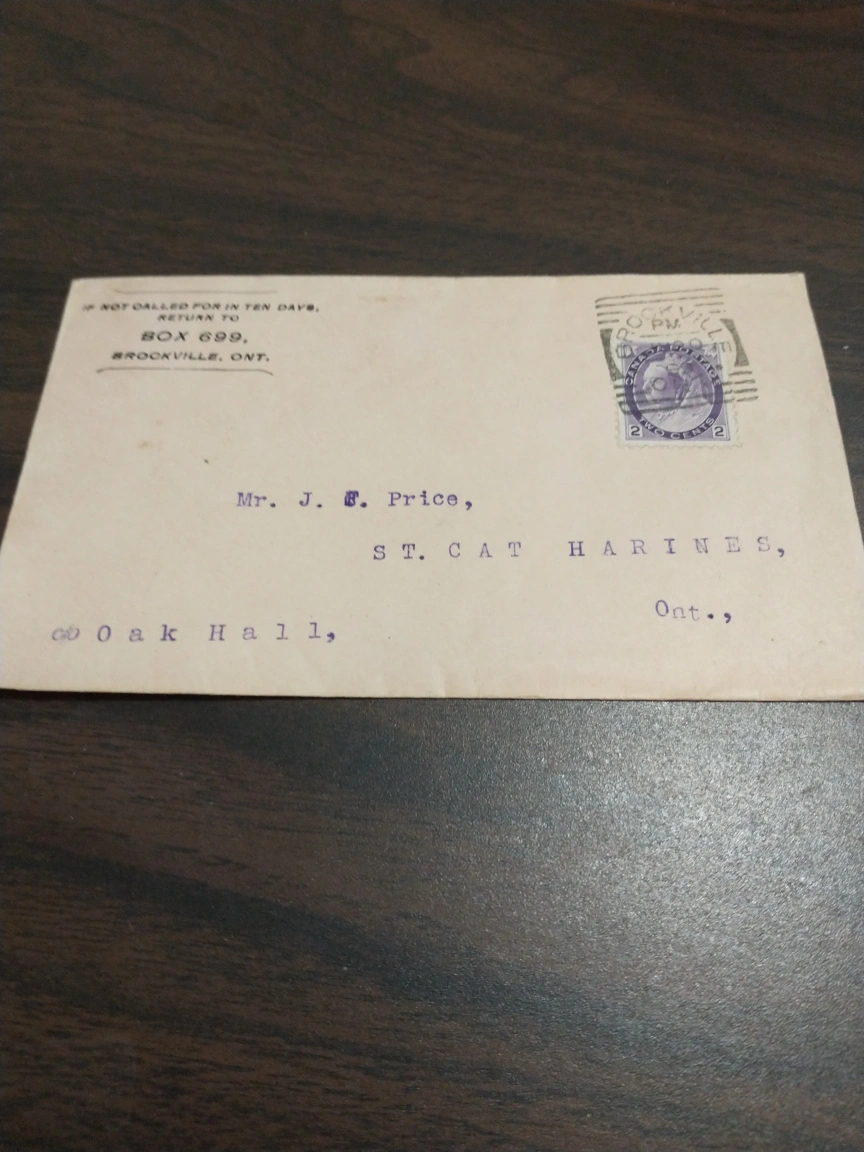 IF NOT CALLED FOR IN TEN DAYS,
RETURN TO
BOX 699,
BROCKVILLE, ONT.
BROCKVILLE
PM
CANADA POSTAGE
2 TWO CENTS 2
Mr. J. Price,
ST. CAT HARINES,
Ont.,
c/o Oak Hall,